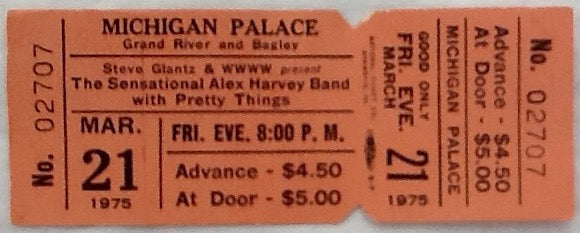 No. 02707
MICHIGAN PALACE
Grand River and Bagley
Steve Glantz & WWWW present
The Sensational Alex Harvey Band
with Pretty Things
MAR.
21
1975
FRI. EVE. 8:00 P. M.
Advance - $4.50
At Door - $5.00
GOOD ONLY
FRI. EVE.
MARCH
21
1975
MICHIGAN PALACE
Advance - $4.50
At Door - $5.00
No. 02707